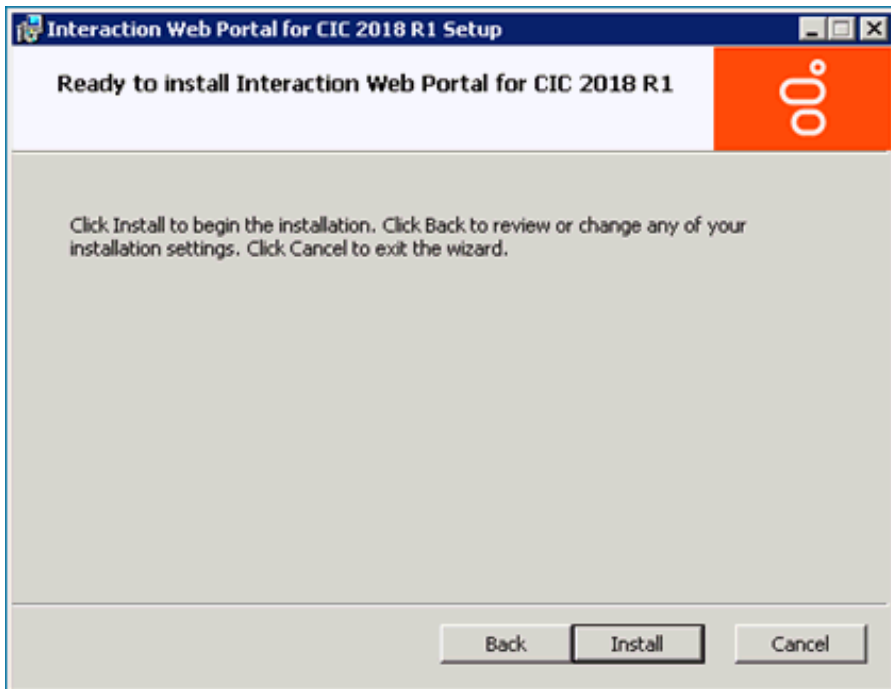 Interaction Web Portal for CIC 2018 R1 Setup
Ready to install Interaction Web Portal for CIC 2018 R1
Click Install to begin the installation. Click Back to review or change any of your
installation settings. Click Cancel to exit the wizard.
Back Install Cancel